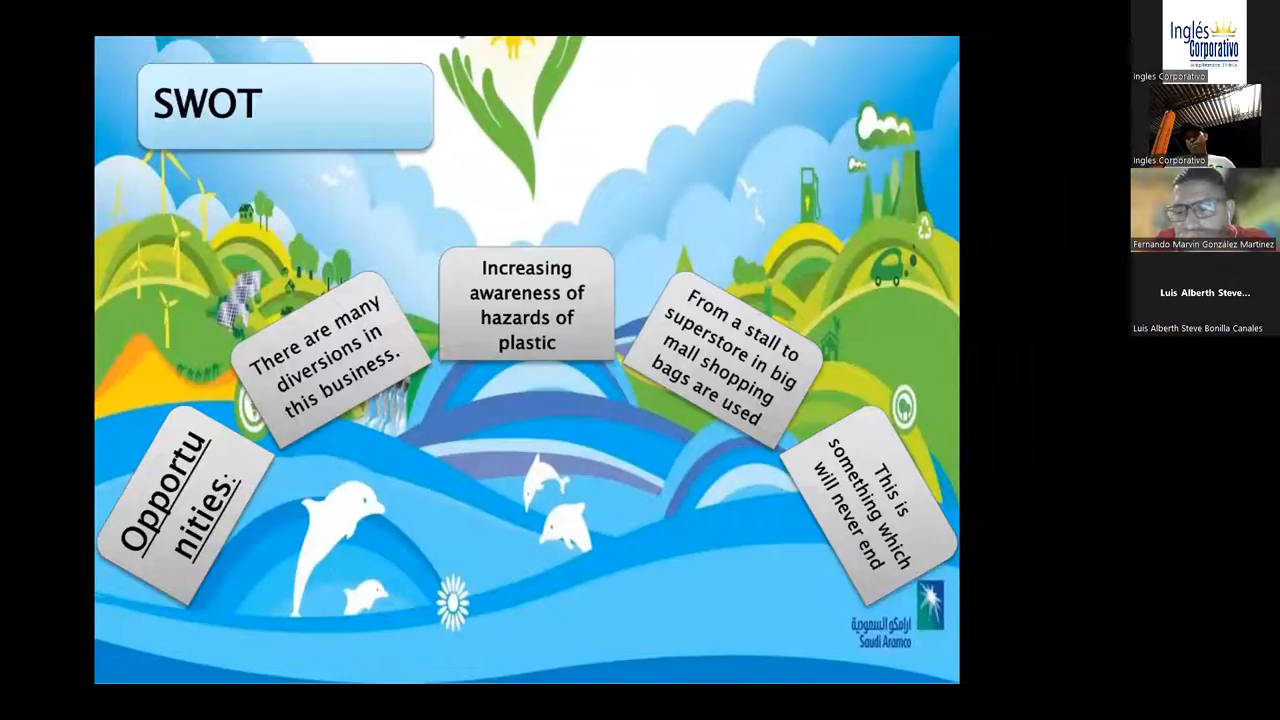 SWOT
Opportu
nities:
There are many
diversions in
this business.
Increasing
awareness of
hazards of
plastic
From a stall to
superstore in big
mall shopping
bags are used
This is
something which
will never end
أرامكو السعودية
Saudi Aramco
Inglés
Corporativo
Ingles Corporativo
Ingles Corporativo
Fernando Marvin González Martinez
Luis Alberth Steve...
Luis Alberth Steve Bonilla Canales